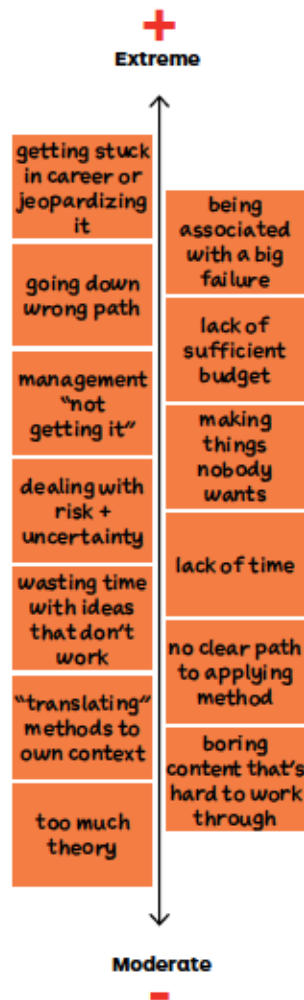 +
Extreme
getting stuck
in career or
jeopardizing
it
being
associated
with a big
failure
going down
wrong path
lack of
sufficient
budget
management
“not
getting it”
making
things
nobody
wants
dealing with
risk +
uncertainty
lack of time
wasting time
with ideas
that don’t
work
no clear path
to applying
method
“translating”
methods to
own context
boring
content that’s
hard to work
through
too much
theory
Moderate
-